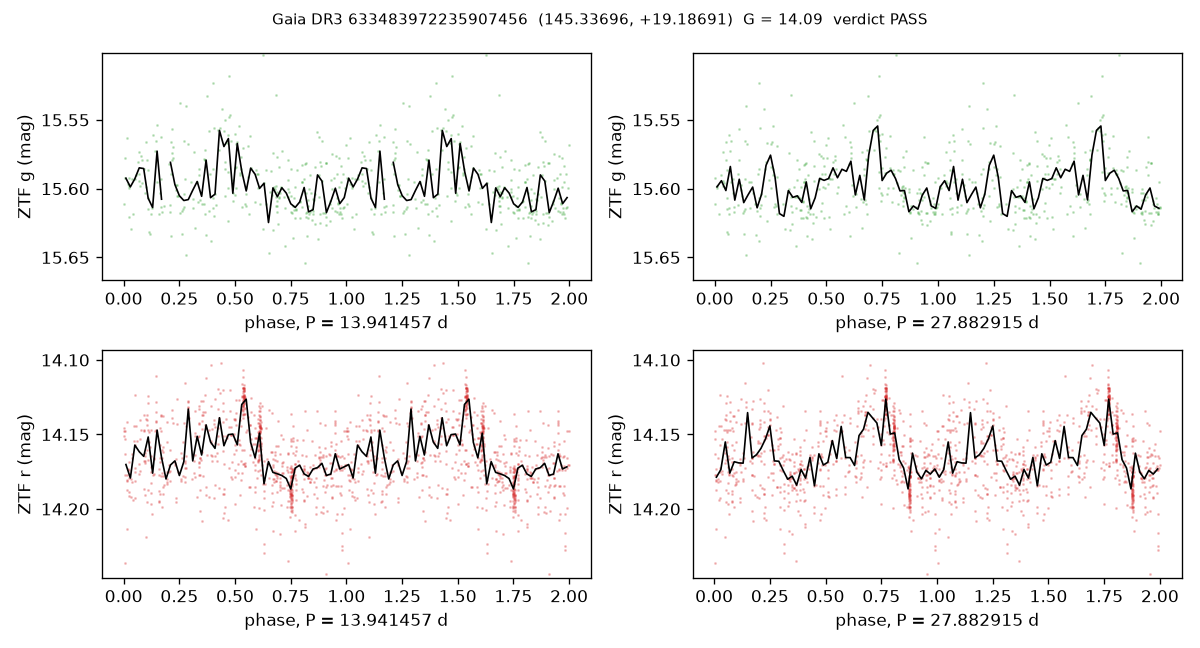 Gaia DR3 633483972235907456 (145.33696, +19.18691) G = 14.09 verdict PASS
ZTF g (mag)
15.55
15.60
15.65
0.00 0.25 0.50 0.75 1.00 1.25 1.50 1.75 2.00
phase, P = 13.941457 d
ZTF g (mag)
15.55
15.60
15.65
0.00 0.25 0.50 0.75 1.00 1.25 1.50 1.75 2.00
phase, P = 27.882915 d
ZTF r (mag)
14.10
14.15
14.20
0.00 0.25 0.50 0.75 1.00 1.25 1.50 1.75 2.00
phase, P = 13.941457 d
ZTF r (mag)
14.10
14.15
14.20
0.00 0.25 0.50 0.75 1.00 1.25 1.50 1.75 2.00
phase, P = 27.882915 d